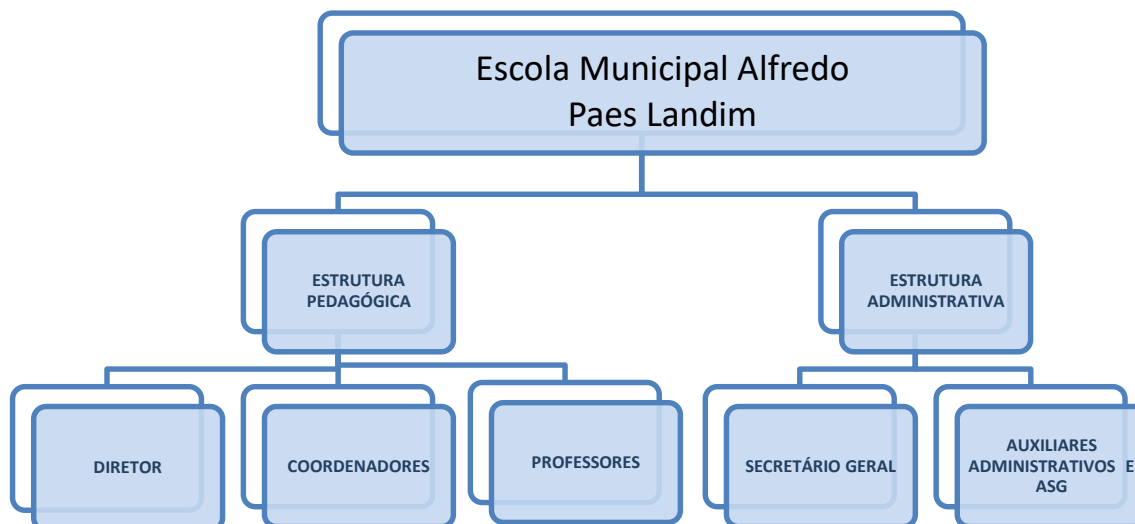 Escola Municipal Alfredo
Paes Landim
ESTRUTURA
PEDAGÓGICA
ESTRUTURA
ADMINISTRATIVA
DIRETOR
COORDENADORES
PROFESSORES
SECRETÁRIO GERAL
AUXILIARES
ADMINISTRATIVOS E
ASG